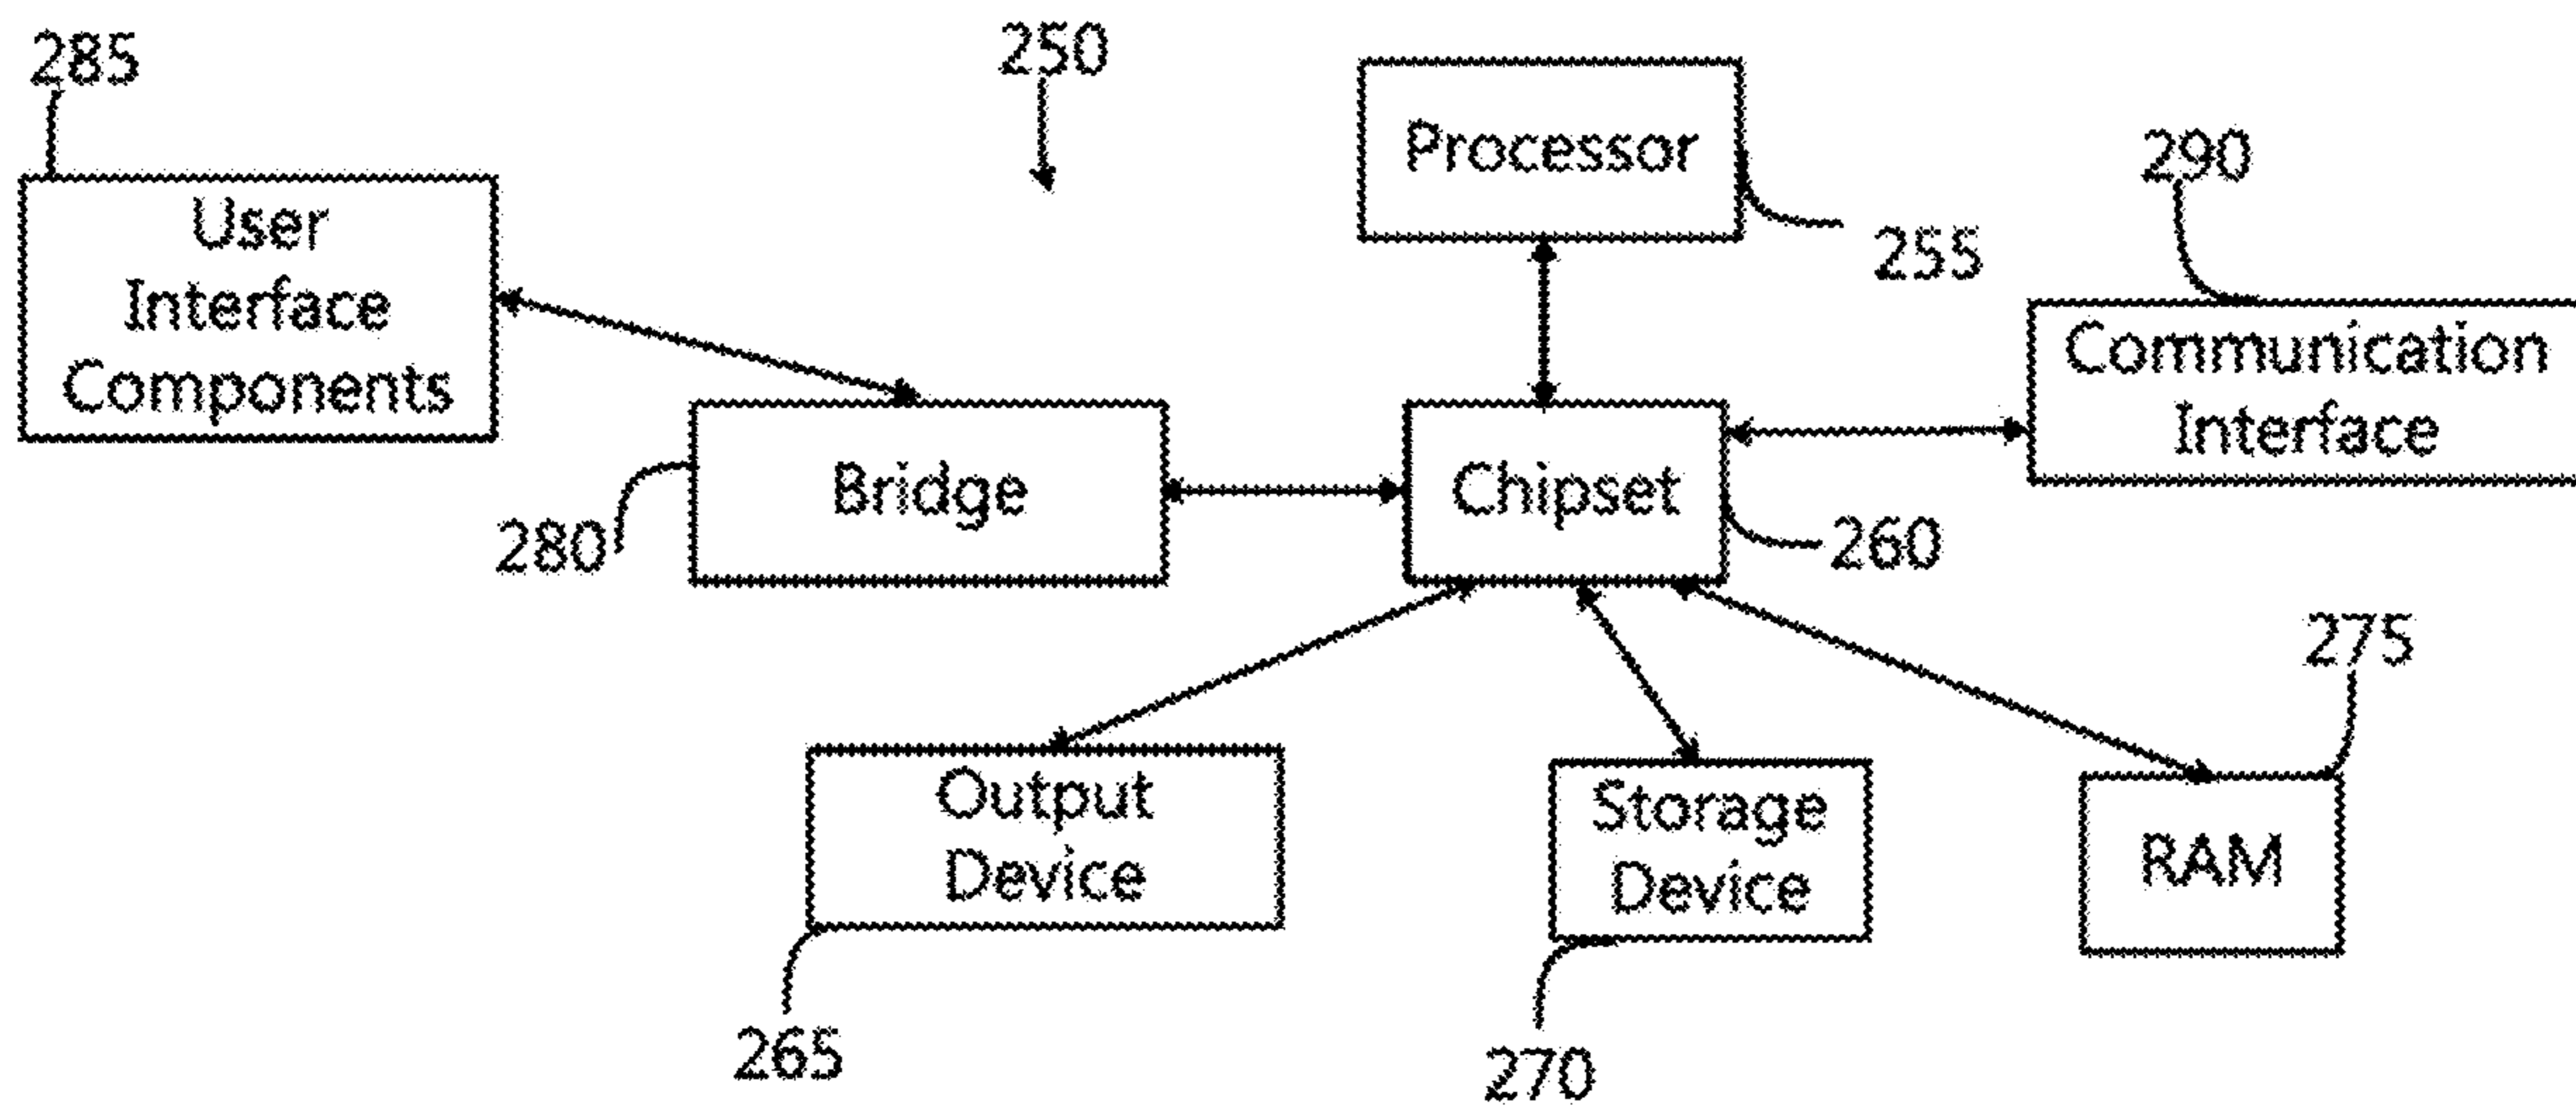 285
250
Processor
290
User
Interface
Components
255
Communication
Interface
Bridge
Chipset
280
260
275
Output
Device
Storage
Device
RAM
265
270